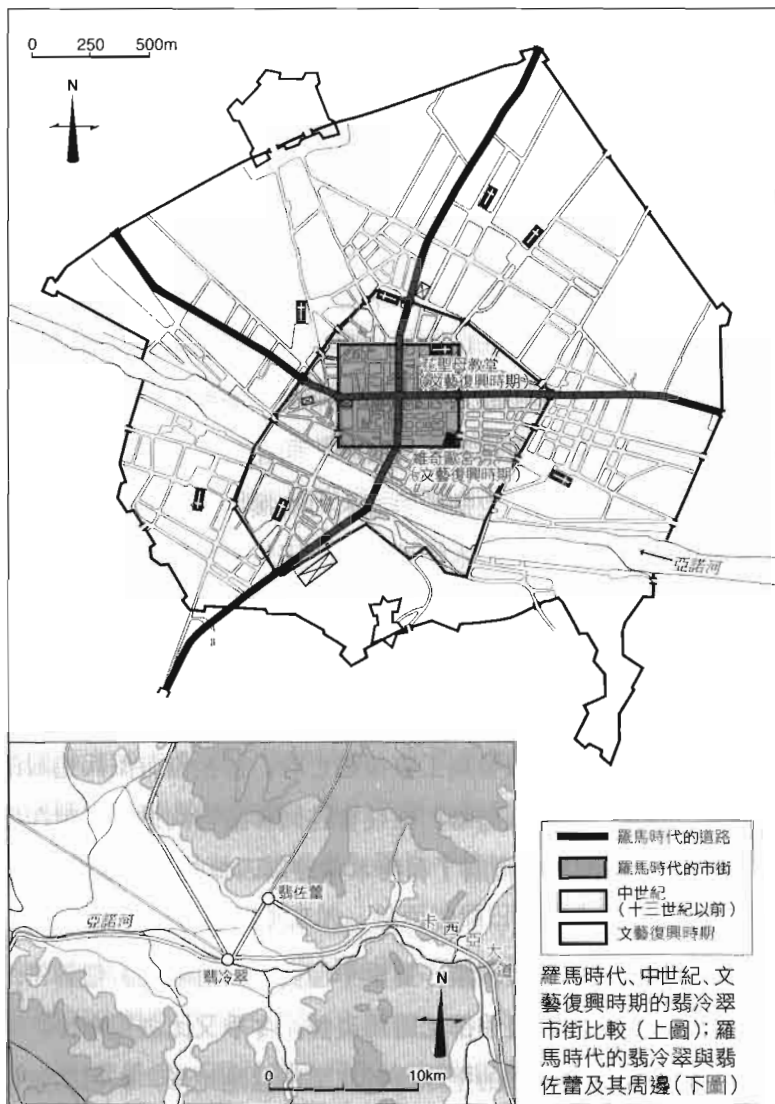 0 250 500m
N
花聖母教堂
(文藝復興時期)
維奇歐宮
(文藝復興時期)
亞諾河
翡佐蕾
亞諾河
卡西亞大道
翡冷翠
N
0 10km
羅馬時代的道路
羅馬時代的市街
中世紀
(十三世紀以前)
文藝復興時期
羅馬時代、中世紀、文
藝復興時期的翡冷翠
市街比較(上圖);羅
馬時代的翡冷翠與翡
佐蕾及其周邊(下圖)